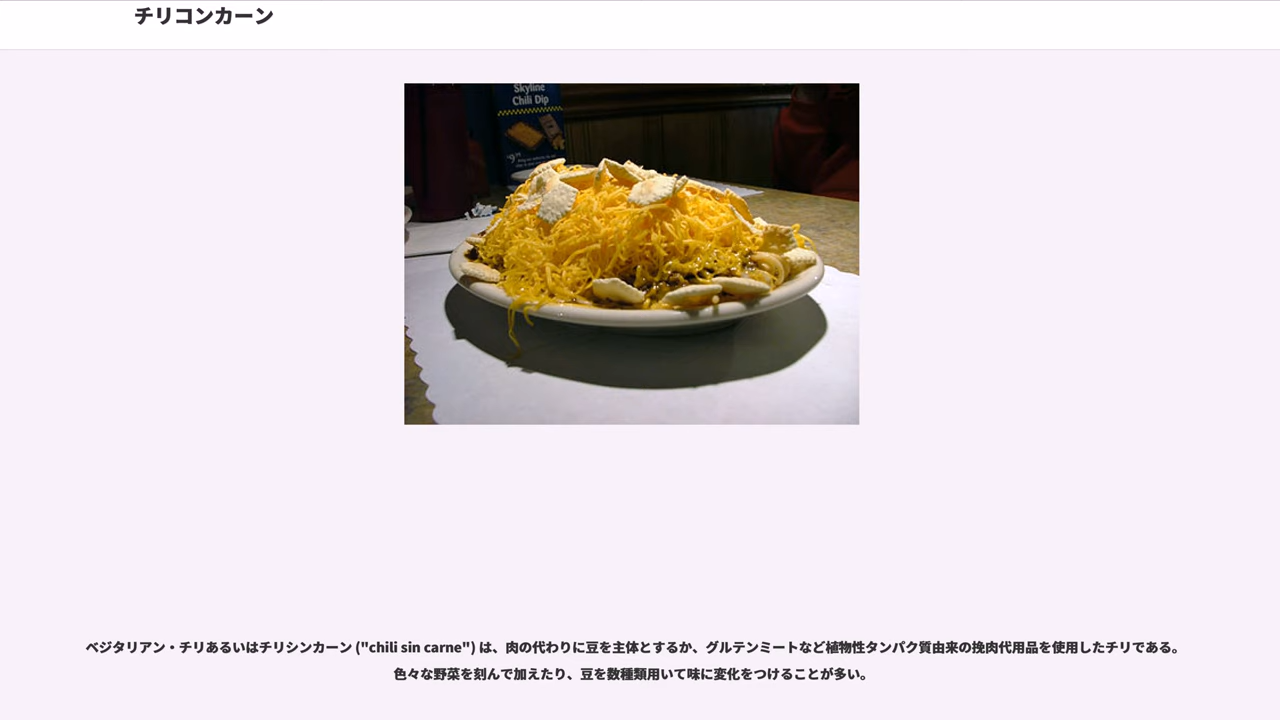 チリコンカーン
Skyline
Chili Dip
ベジタリアン・チリあるいはチリシンカーン ("chili sin carne") は、肉の代わりに豆を主体とするか、グルテンミートなど植物性タンパク質由来の挽肉代用品を使用したチリである。
色々な野菜を刻んで加えたり、豆を数種類用いて味に変化をつけることが多い。